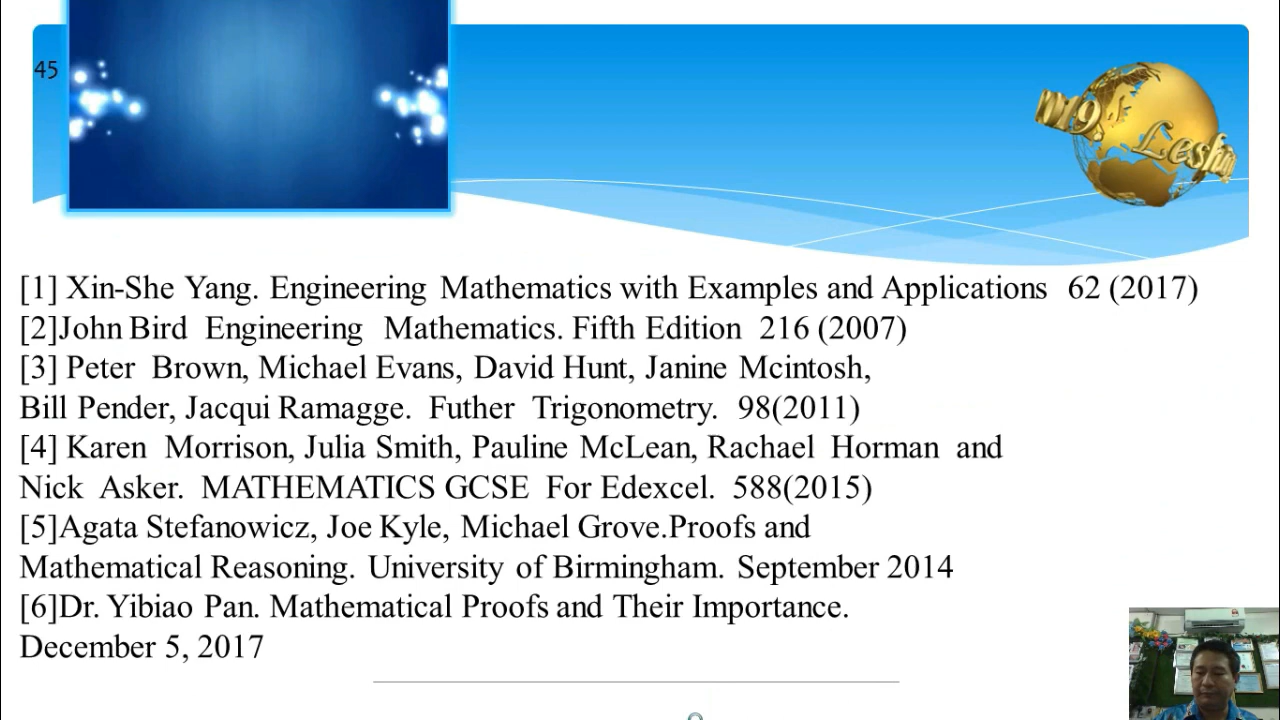 45
[1] Xin-She Yang. Engineering Mathematics with Examples and Applications 62 (2017)
[2]John Bird Engineering Mathematics. Fifth Edition 216 (2007)
[3] Peter Brown, Michael Evans, David Hunt, Janine Mcintosh,
Bill Pender, Jacqui Ramagge. Futher Trigonometry. 98(2011)
[4] Karen Morrison, Julia Smith, Pauline McLean, Rachael Horman and
Nick Asker. MATHEMATICS GCSE For Edexcel. 588(2015)
[5]Agata Stefanowicz, Joe Kyle, Michael Grove.Proofs and
Mathematical Reasoning. University of Birmingham. September 2014
[6]Dr. Yibiao Pan. Mathematical Proofs and Their Importance.
December 5, 2017